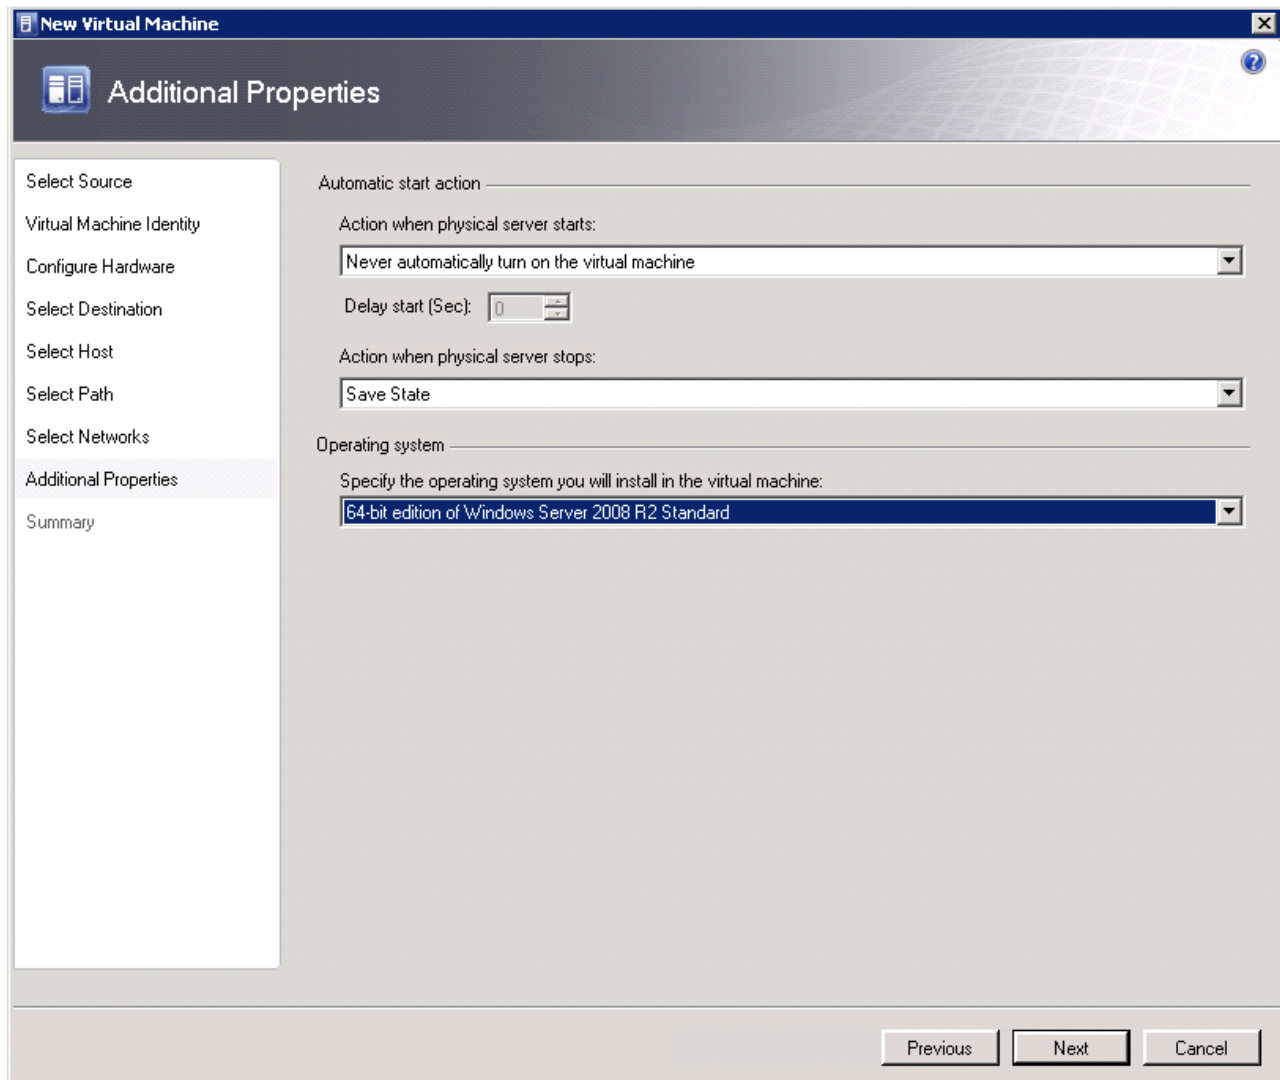 New Virtual Machine
Additional Properties
Select Source
Virtual Machine Identity
Configure Hardware
Select Destination
Select Host
Select Path
Select Networks
Additional Properties
Summary
Automatic start action
Action when physical server starts:
Never automatically turn on the virtual machine
Delay start (Sec): 0
Action when physical server stops:
Save State
Operating system
Specify the operating system you will install in the virtual machine:
64-bit edition of Windows Server 2008 R2 Standard
Previous Next Cancel